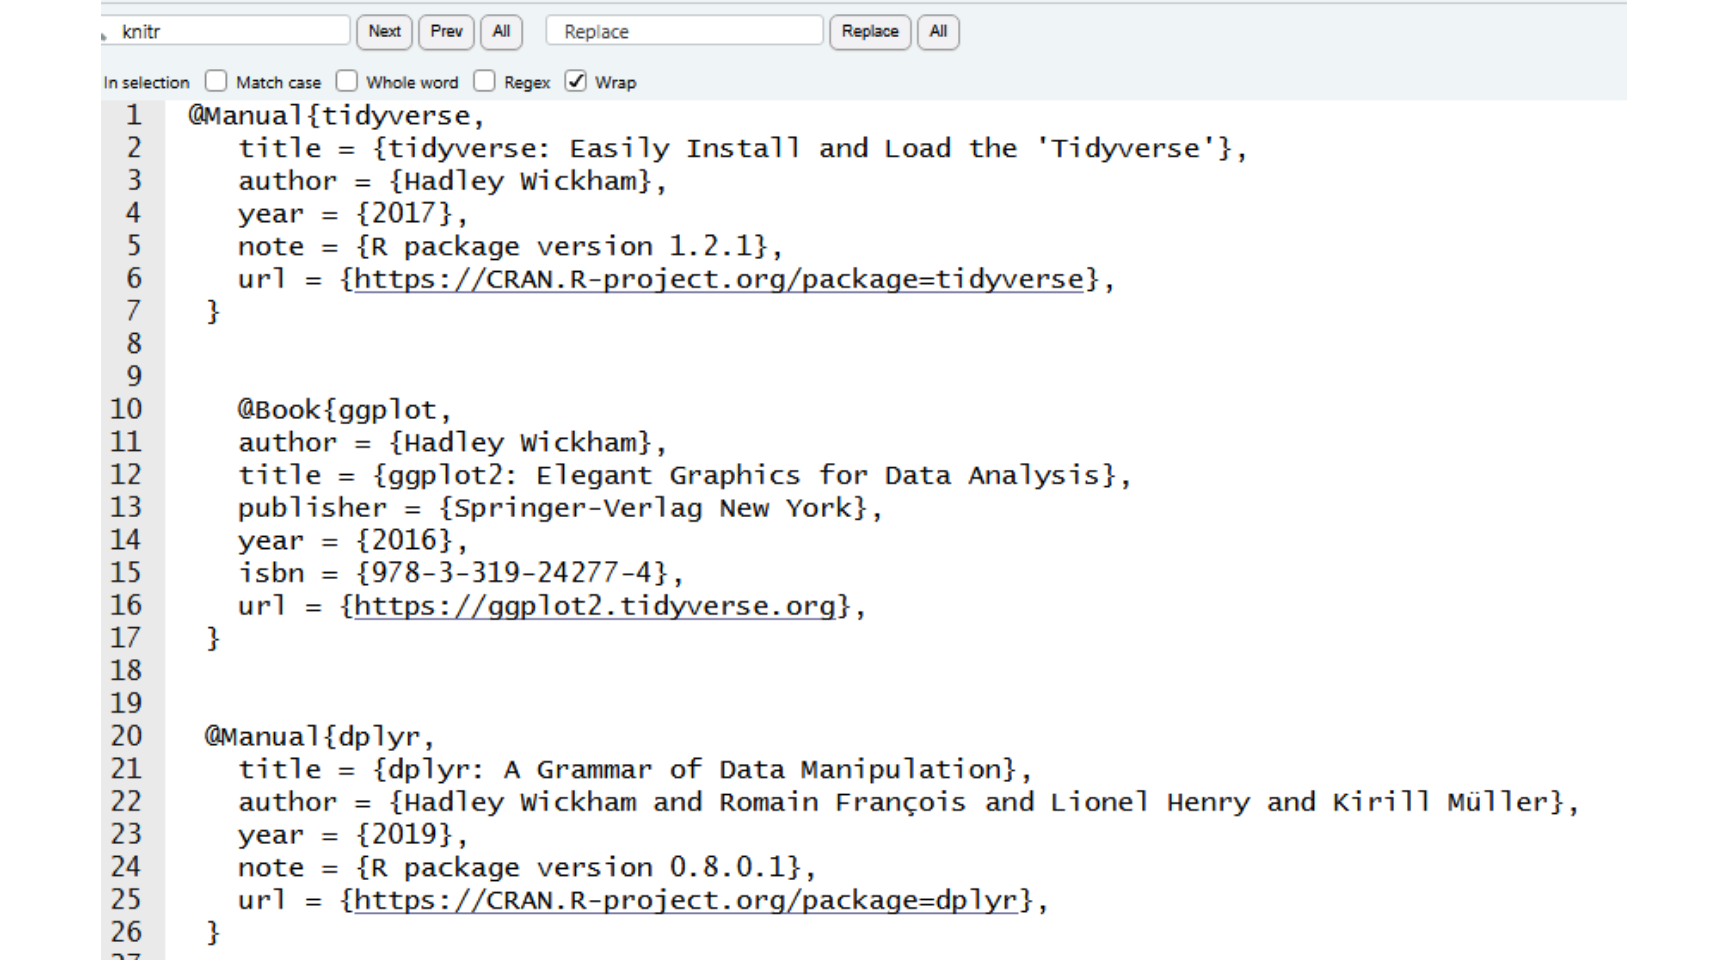 knitr Next Prev All Replace Replace All
In selection Match case Whole word Regex Wrap
1 @Manual{tidyverse,
2 title = {tidyverse: Easily Install and Load the 'Tidyverse'},
3 author = {Hadley Wickham},
4 year = {2017},
5 note = {R package version 1.2.1},
6 url = {https://CRAN.R-project.org/package=tidyverse},
7 }
8
9
10 @Book{ggplot,
11 author = {Hadley Wickham},
12 title = {ggplot2: Elegant Graphics for Data Analysis},
13 publisher = {Springer-Verlag New York},
14 year = {2016},
15 isbn = {978-3-319-24277-4},
16 url = {https://ggplot2.tidyverse.org},
17 }
18
19
20 @Manual{dplyr,
21 title = {dplyr: A Grammar of Data Manipulation},
22 author = {Hadley Wickham and Romain François and Lionel Henry and Kirill Müller},
23 year = {2019},
24 note = {R package version 0.8.0.1},
25 url = {https://CRAN.R-project.org/package=dplyr},
26 }
27